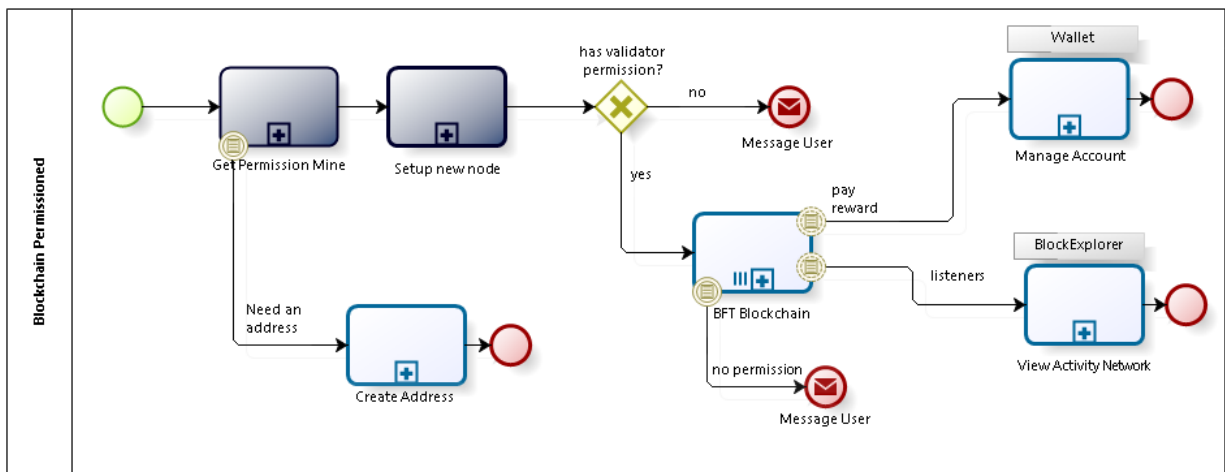 Blockchain Permissioned
Get Permission Mine
Setup new node
has validator
permission?
no
Message User
yes
Need an
address
Create Address
BFT Blockchain
no permission
Message User
pay
reward
Wallet
Manage Account
listeners
BlockExplorer
View Activity Network